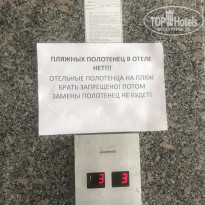 TOP HOTELS
ПЛЯЖНЫХ ПОЛОТЕНЕЦ В ОТЕЛЕ
НЕТ!!!
ОТЕЛЬНЫЕ ПОЛОТЕНЦА НА ПЛЯЖ
БРАТЬ ЗАПРЕЩЕНО! ПОТОМ
ЗАМЕНЫ ПОЛОТЕНЕЦ НЕ БУДЕТ!
3 3